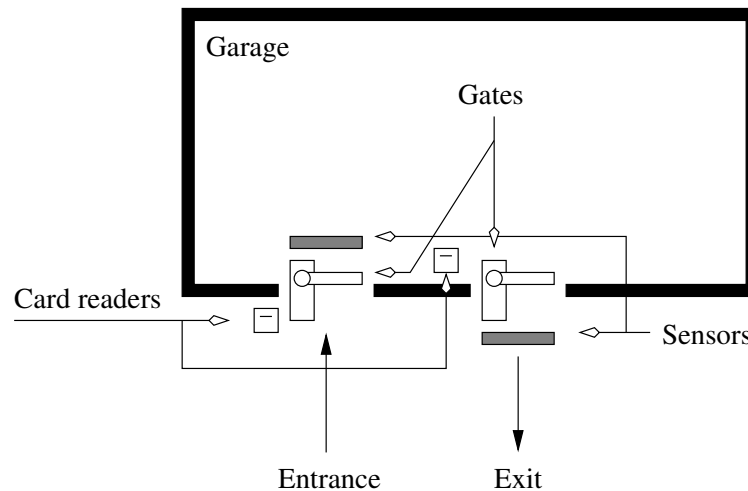 Garage
Gates
Card readers
Sensors
Entrance
Exit